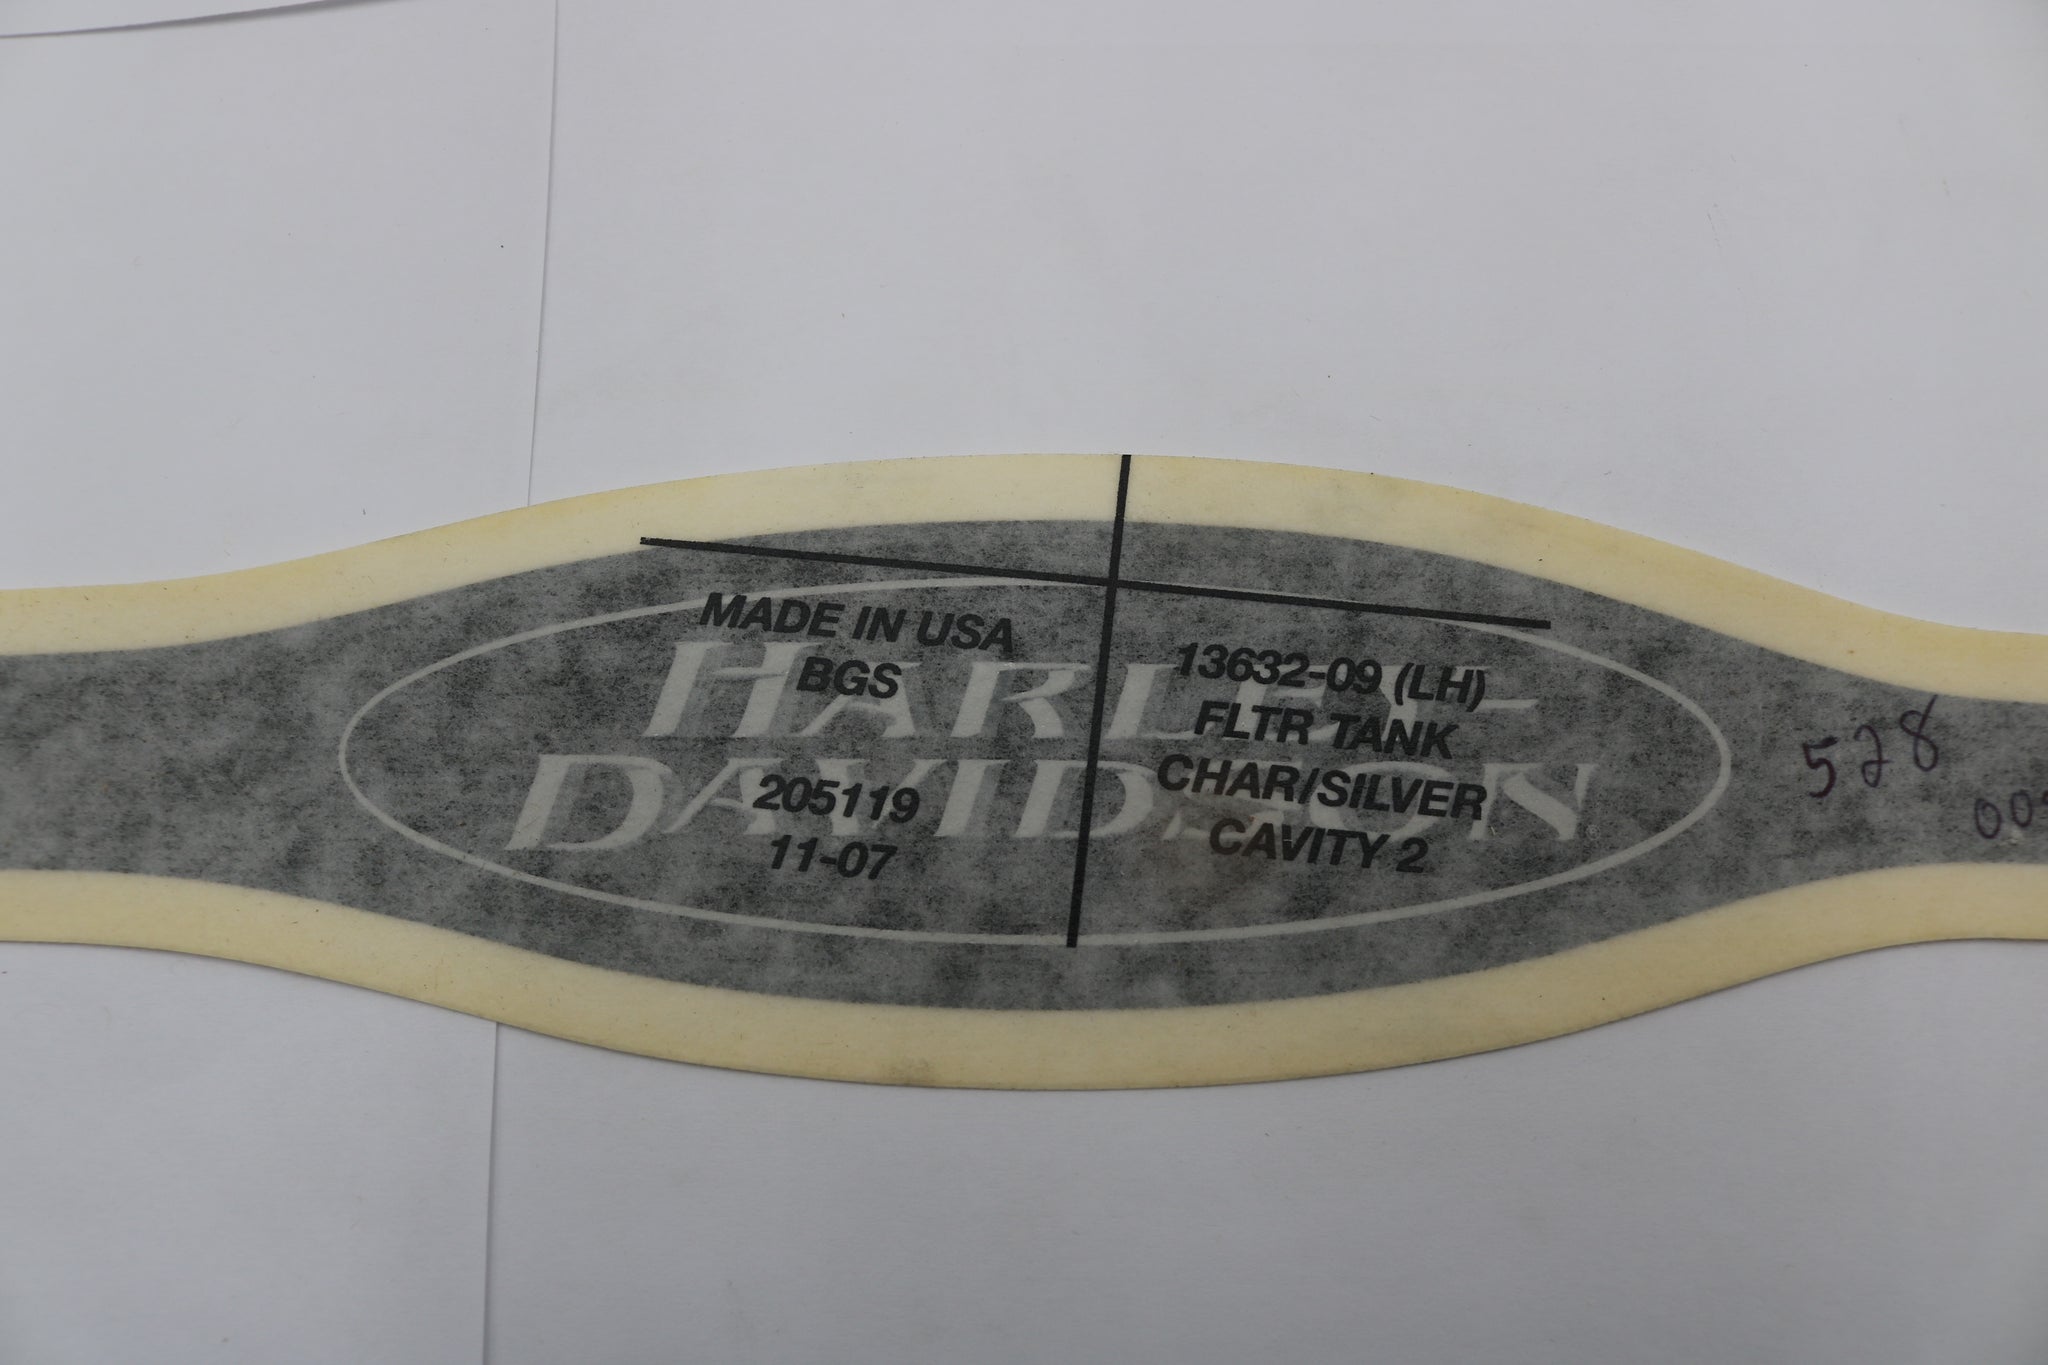 MADE IN USA
BGS
205119
11-07
13632-09 (LH)
FLTR TANK
CHAR/SILVER
CAVITY 2
HARLEY-
DAVIDSON
528